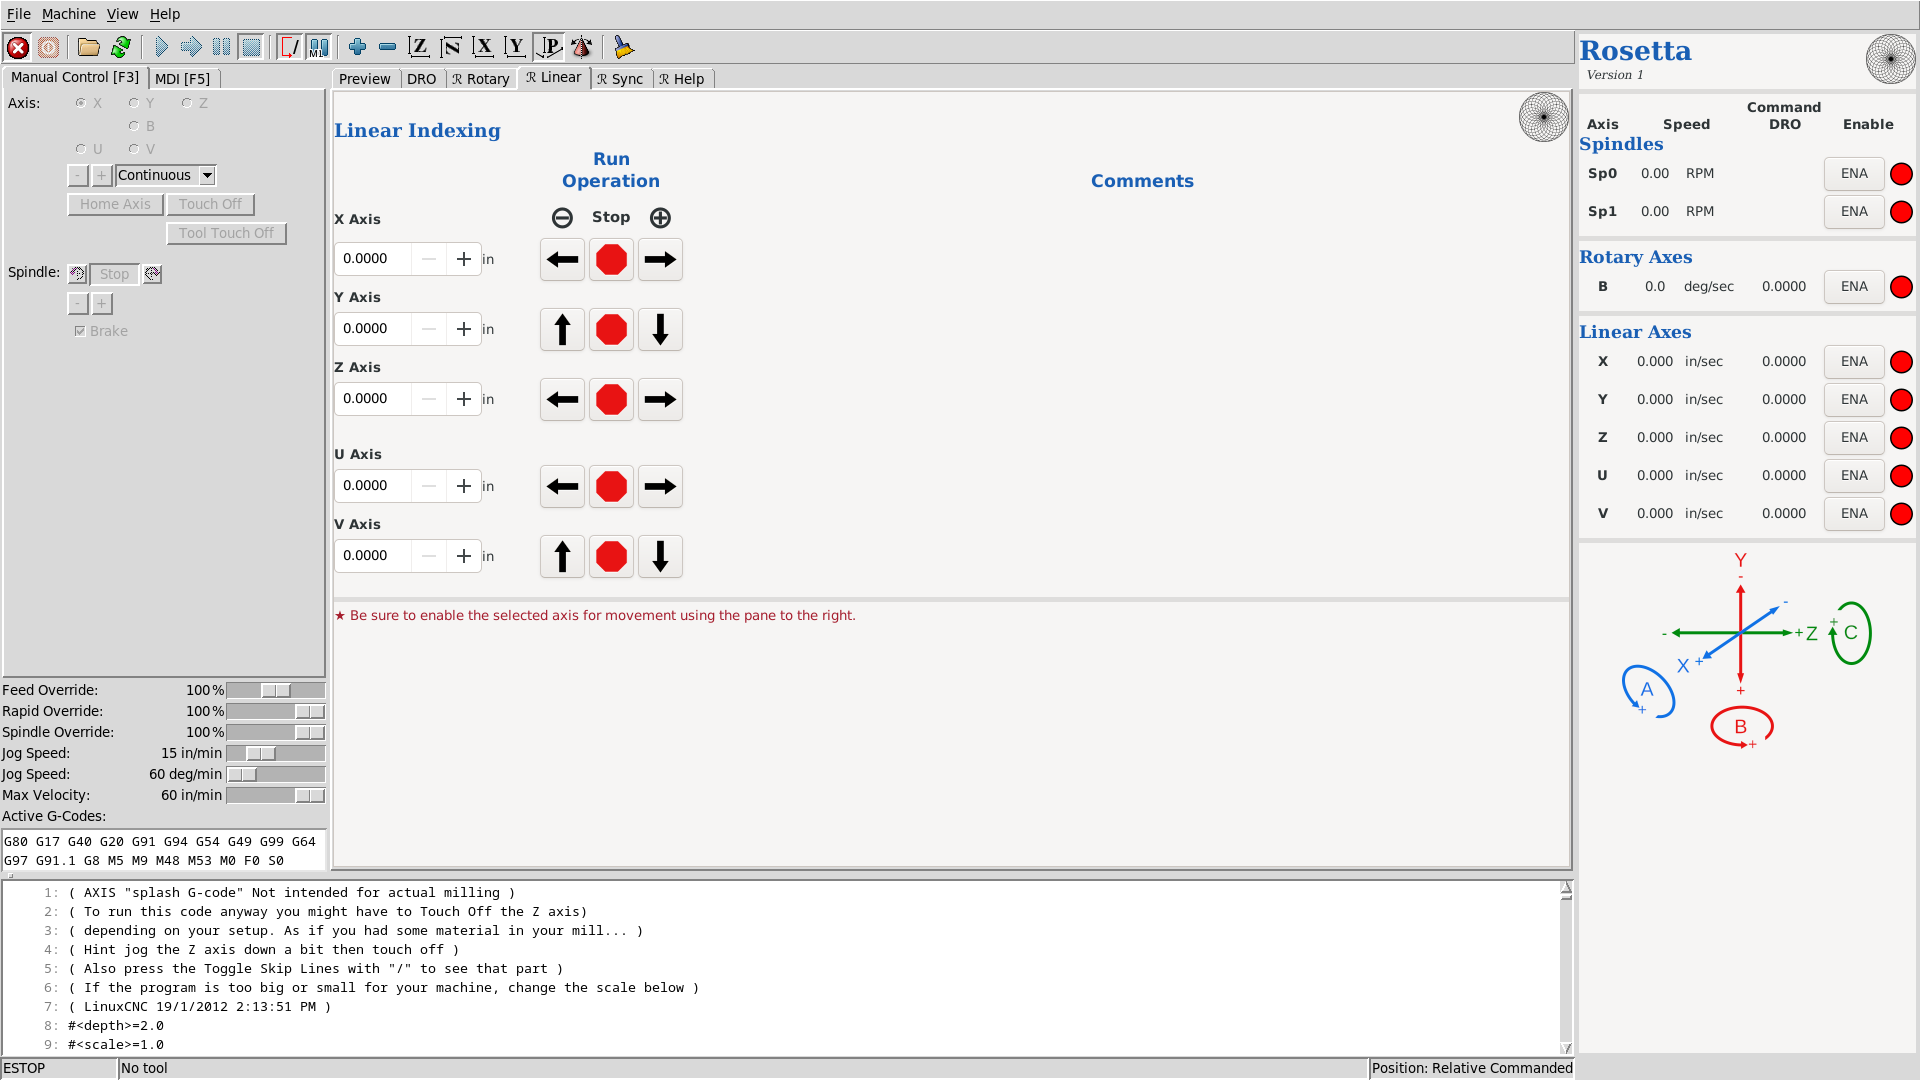 File Machine View Help
Manual Control [F3] MDI [F5]
Axis: X Y Z
B
U V
- + Continuous
Home Axis Touch Off
Tool Touch Off
Spindle: Stop
- +
Brake
Feed Override: 100 %
Rapid Override: 100 %
Spindle Override: 100 %
Jog Speed: 15 in/min
Jog Speed: 60 deg/min
Max Velocity: 60 in/min
Active G-Codes:
G80 G17 G40 G20 G91 G94 G54 G49 G99 G64
G97 G91.1 G8 M5 M9 M48 M53 M0 F0 S0
Preview DRO ℛ Rotary ℛ Linear ℛ Sync ℛ Help
Linear Indexing
Run
Operation
Comments
X Axis
Stop
0.0000 — + in
Y Axis
0.0000 — + in
Z Axis
0.0000 — + in
U Axis
0.0000 — + in
V Axis
0.0000 — + in
★ Be sure to enable the selected axis for movement using the pane to the right.
1: ( AXIS "splash G-code" Not intended for actual milling )
2: ( To run this code anyway you might have to Touch Off the Z axis)
3: ( depending on your setup. As if you had some material in your mill... )
4: ( Hint jog the Z axis down a bit then touch off )
5: ( Also press the Toggle Skip Lines with "/" to see that part )
6: ( If the program is too big or small for your machine, change the scale below )
7: ( LinuxCNC 19/1/2012 2:13:51 PM )
8: #<depth>=2.0
9: #<scale>=1.0
ESTOP No tool Position: Relative Commanded
Rosetta
Version 1
Command
Axis Speed DRO Enable
Spindles
Sp0 0.00 RPM ENA
Sp1 0.00 RPM ENA
Rotary Axes
B 0.0 deg/sec 0.0000 ENA
Linear Axes
X 0.000 in/sec 0.0000 ENA
Y 0.000 in/sec 0.0000 ENA
Z 0.000 in/sec 0.0000 ENA
U 0.000 in/sec 0.0000 ENA
V 0.000 in/sec 0.0000 ENA
Y
-
-
- + Z + C
X +
A
+
+
B
+